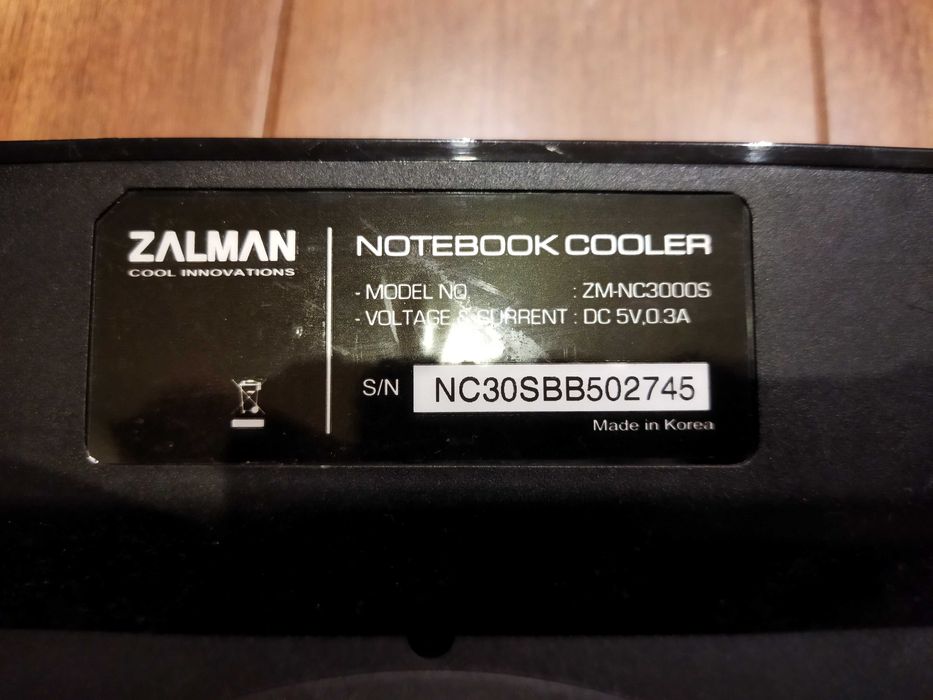 ZALMAN
COOL INNOVATIONS
NOTEBOOK COOLER
- MODEL NO. : ZM-NC3000S
- VOLTAGE & CURRENT : DC 5V,0.3A
S/N NC30SBB502745
Made in Korea